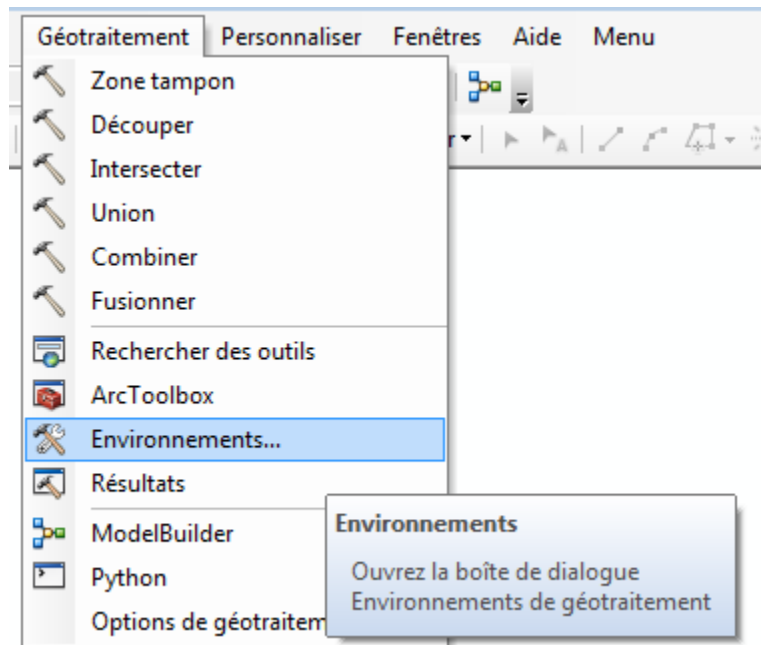 Géotraitement Personnaliser Fenêtres Aide Menu
Zone tampon
Découper
Intersecter
Union
Combiner
Fusionner
Rechercher des outils
ArcToolbox
Environnements...
Résultats
ModelBuilder
Python
Options de géotraitem
Environnements
Ouvrez la boîte de dialogue
Environnements de géotraitement